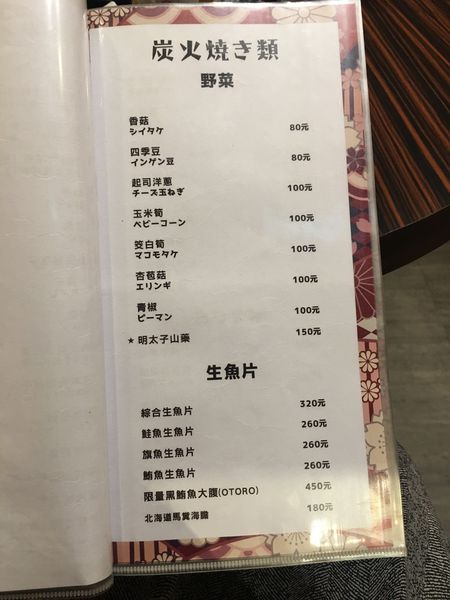 炭火焼き類
野菜
香菇
シイタケ 80元
四季豆
インゲン豆 80元
起司洋蔥
チーズ玉ねぎ 100元
玉米筍
ベビーコーン 100元
筊白筍
マコモタケ 100元
杏苞菇
エリンギ 100元
青椒
ピーマン 100元
★ 明太子山藥 150元
生魚片
綜合生魚片 320元
鮭魚生魚片 260元
旗魚生魚片 260元
鮪魚生魚片 260元
限量黑鮪魚大腹(OTORO) 450元
北海道馬糞海膽 180元